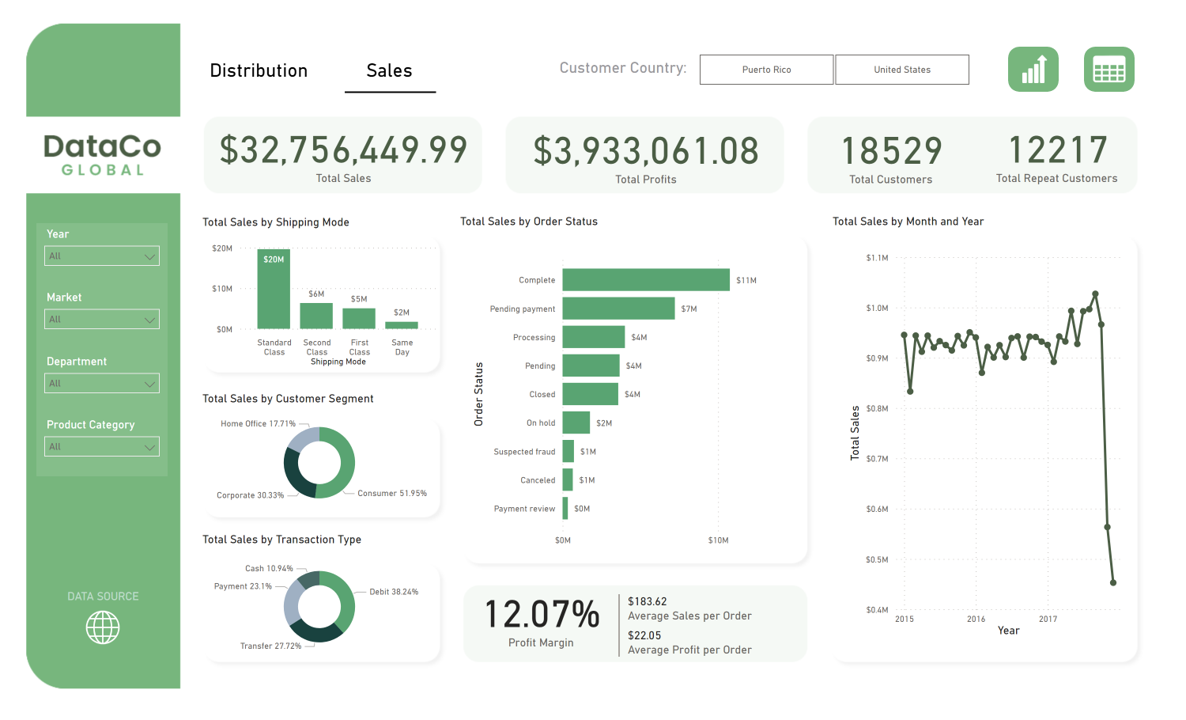 Distribution
Sales
Customer Country:
Puerto Rico
United States
DataCo
GLOBAL
$32,756,449.99
Total Sales
$3,933,061.08
Total Profits
18529
Total Customers
12217
Total Repeat Customers
Year
All
Market
All
Department
All
Product Category
All
DATA SOURCE
Total Sales by Shipping Mode
$20M
$10M
$0M
$20M
$6M
$5M
$2M
Standard
Class
Second
Class
First
Class
Same
Day
Shipping Mode
Total Sales by Customer Segment
Home Office 17.71%
Corporate 30.33%
Consumer 51.95%
Total Sales by Transaction Type
Cash 10.94%
Payment 23.1%
Debit 38.24%
Transfer 27.72%
Total Sales by Order Status
Order Status
Complete
$11M
Pending payment
$7M
Processing
$4M
Pending
$4M
Closed
$4M
On hold
$2M
Suspected fraud
$1M
Canceled
$1M
Payment review
$0M
$0M
$10M
12.07%
Profit Margin
$183.62
Average Sales per Order
$22.05
Average Profit per Order
Total Sales by Month and Year
Total Sales
$1.1M
$1.0M
$0.9M
$0.8M
$0.7M
$0.6M
$0.5M
$0.4M
2015
2016
2017
Year